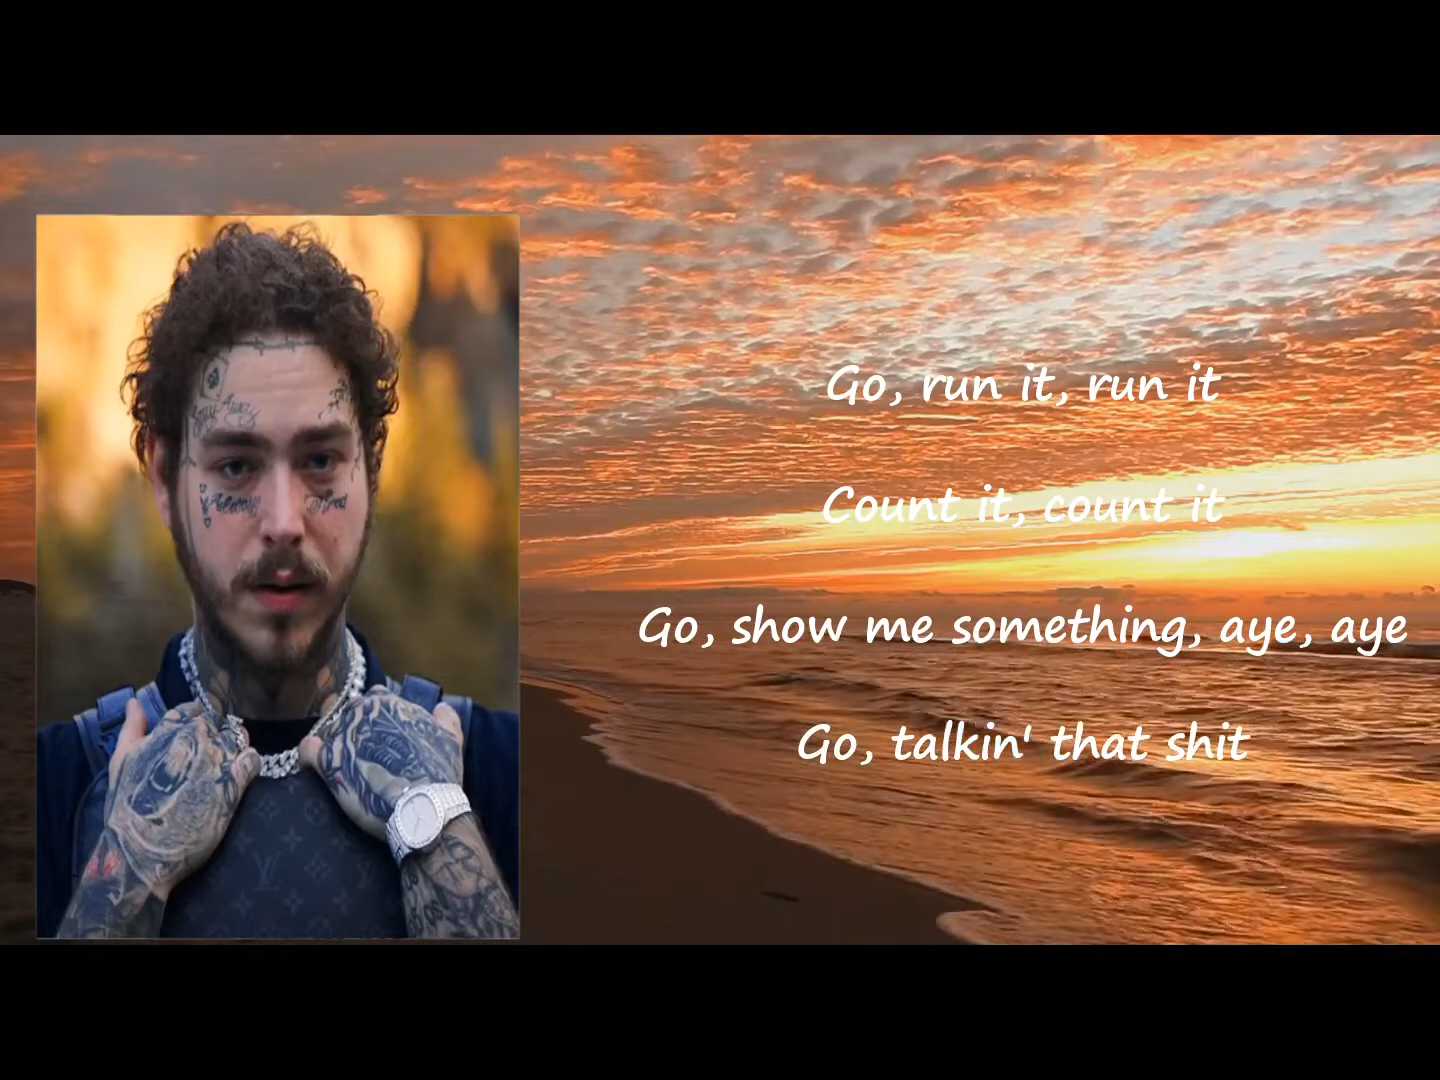 Go, run it, run it
Count it, count it
Go, show me something, aye, aye
Go, talkin' that shit